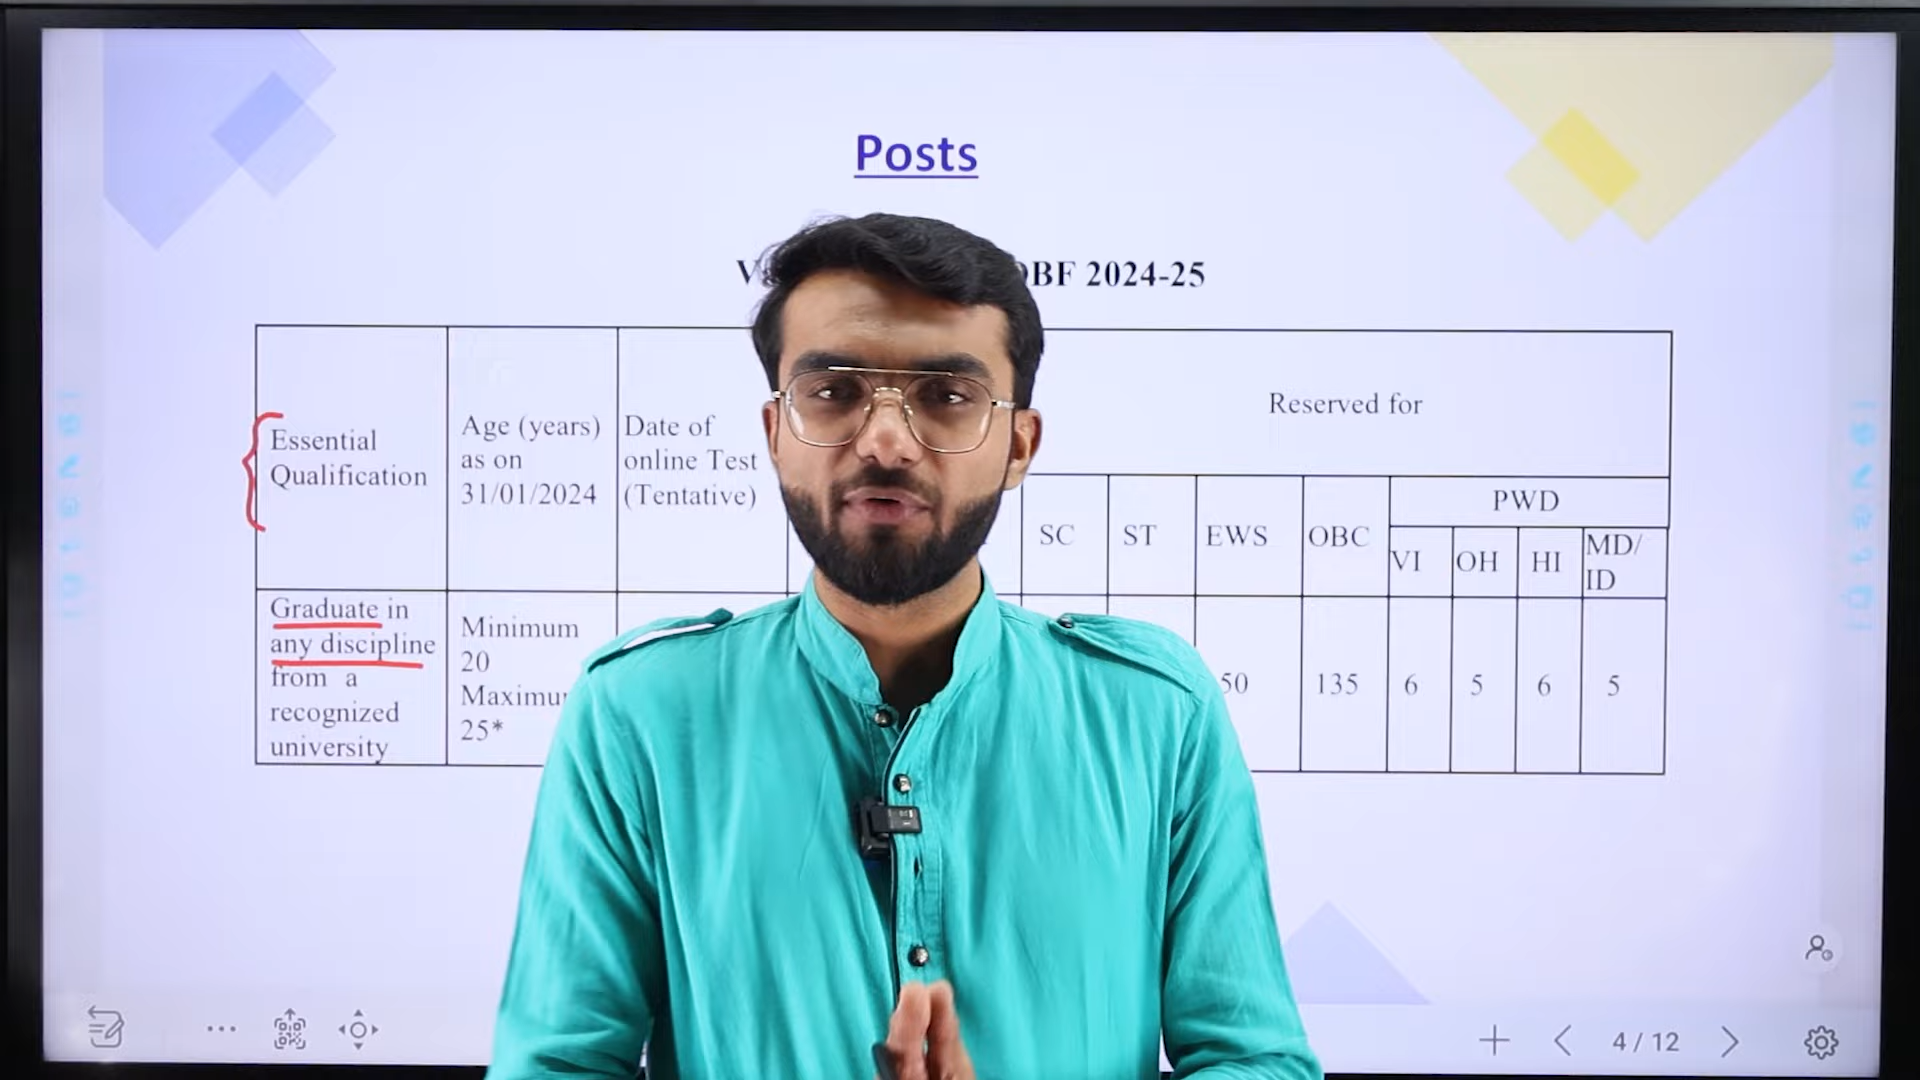 Posts
DBF 2024-25
Essential
Qualification
Age (years)
as on
31/01/2024
Date of
online Test
(Tentative)
Reserved for
SC
ST
EWS
OBC
PWD
VI
OH
HI
MD/
ID
Graduate in
any discipline
from a
recognized
university
Minimum
20
Maximum
25*
50
135
6
5
6
5
4 / 12